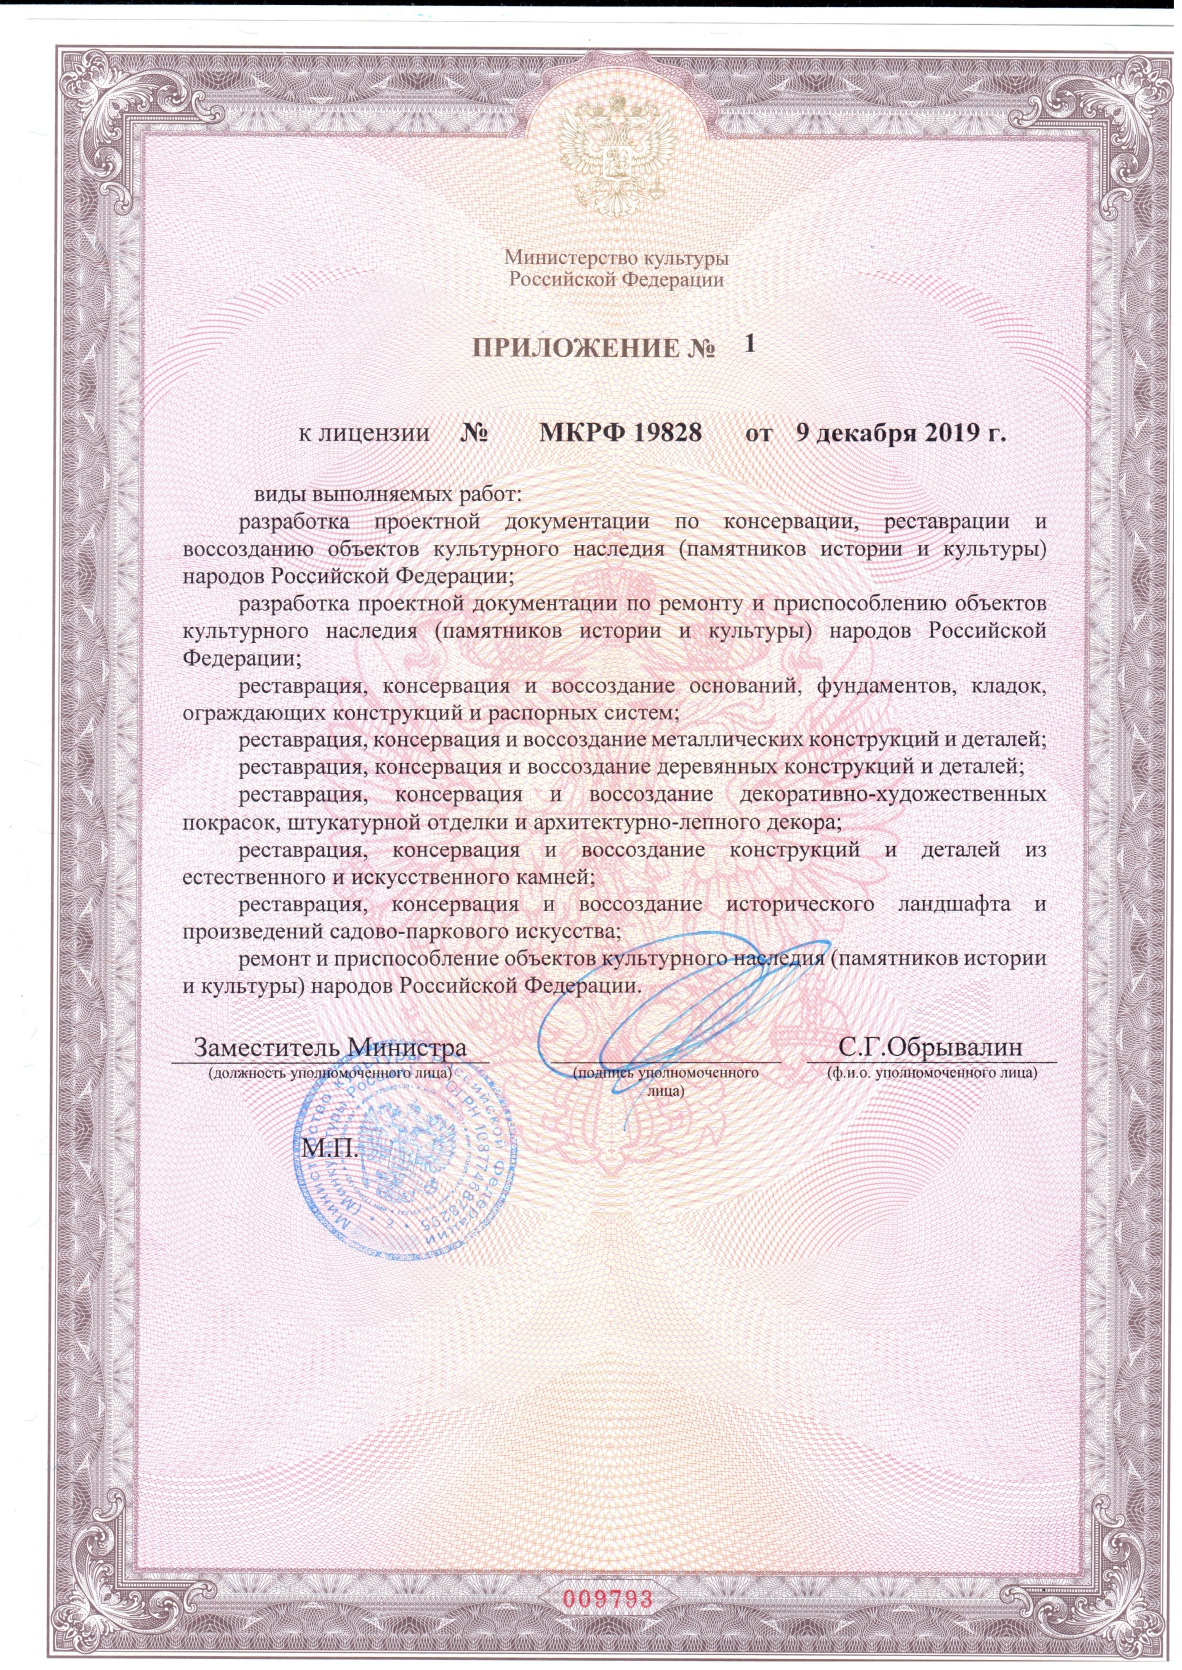 Министерство культуры
Российской Федерации
ПРИЛОЖЕНИЕ № 1
к лицензии № МКРФ 19828 от 9 декабря 2019 г.
виды выполняемых работ:
разработка проектной документации по консервации, реставрации и
воссозданию объектов культурного наследия (памятников истории и культуры)
народов Российской Федерации;
разработка проектной документации по ремонту и приспособлению объектов
культурного наследия (памятников истории и культуры) народов Российской
Федерации;
реставрация, консервация и воссоздание оснований, фундаментов, кладок,
ограждающих конструкций и распорных систем;
реставрация, консервация и воссоздание металлических конструкций и деталей;
реставрация, консервация и воссоздание деревянных конструкций и деталей;
реставрация, консервация и воссоздание декоративно-художественных
покрасок, штукатурной отделки и архитектурно-лепного декора;
реставрация, консервация и воссоздание конструкций и деталей из
естественного и искусственного камней;
реставрация, консервация и воссоздание исторического ландшафта и
произведений садово-паркового искусства;
ремонт и приспособление объектов культурного наследия (памятников истории
и культуры) народов Российской Федерации.
Заместитель Министра С.Г.Обрывалин
(должность уполномоченного лица) (подпись уполномоченного (ф.и.о. уполномоченного лица)
лица)
М.П.
Министерство культуры Российской Федерации
(Минкультуры России) ОГРН 1037746878295
009793